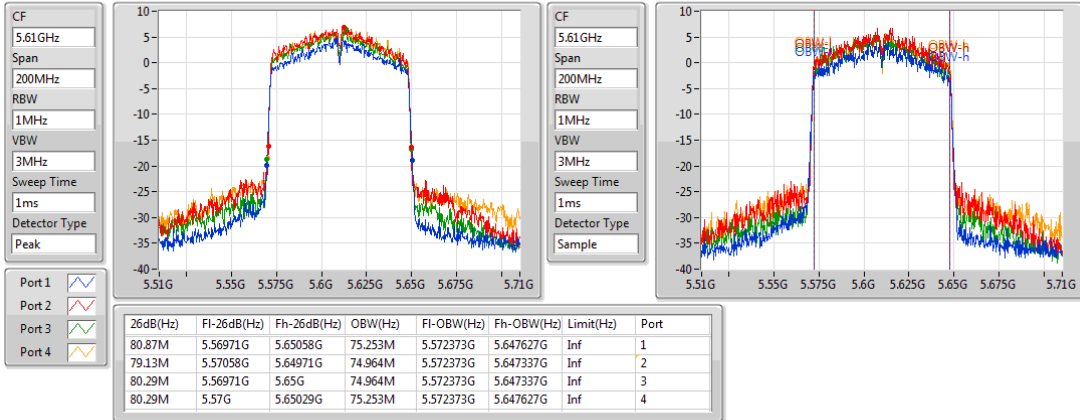 CF
5.61GHz
Span
200MHz
RBW
1MHz
VBW
3MHz
Sweep Time
1ms
Detector Type
Peak
10
5
0
-5
-10
-15
-20
-25
-30
-35
-40
5.51G 5.55G 5.6G 5.65G 5.71G
CF
5.61GHz
Span
200MHz
RBW
1MHz
VBW
3MHz
Sweep Time
1ms
Detector Type
Sample
10
5
0
-5
-10
-15
-20
-25
-30
-35
-40
OBW-l OBW-h
OBW-l OBW-h
5.51G 5.55G 5.575G 5.6G 5.625G 5.65G 5.71G
Port 1
Port 2
Port 3
Port 4
26dB(Hz) Fl-26dB(Hz) Fh-26dB(Hz) OBW(Hz) Fl-OBW(Hz) Fh-OBW(Hz) Limit(Hz) Port
80.87M 5.56971G 5.65058G 75.253M 5.572373G 5.647627G Inf 1
79.13M 5.57058G 5.64971G 74.964M 5.572373G 5.647337G Inf 2
80.29M 5.56971G 5.65G 74.964M 5.572373G 5.647337G Inf 3
80.29M 5.57G 5.65029G 75.253M 5.572373G 5.647627G Inf 4